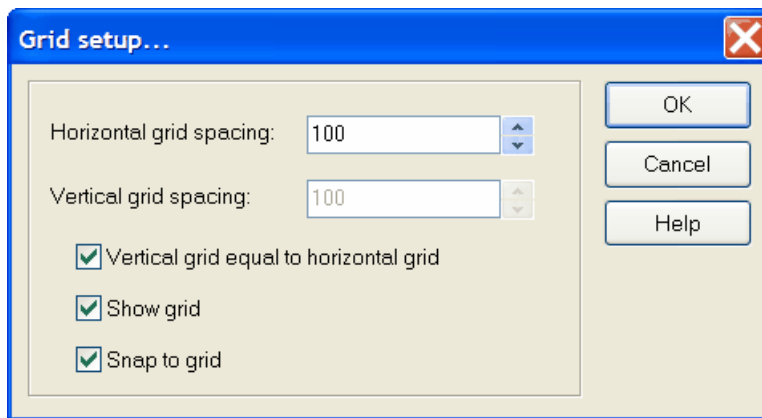 Grid setup...
Horizontal grid spacing: 100
Vertical grid spacing: 100
Vertical grid equal to horizontal grid
Show grid
Snap to grid
OK
Cancel
Help